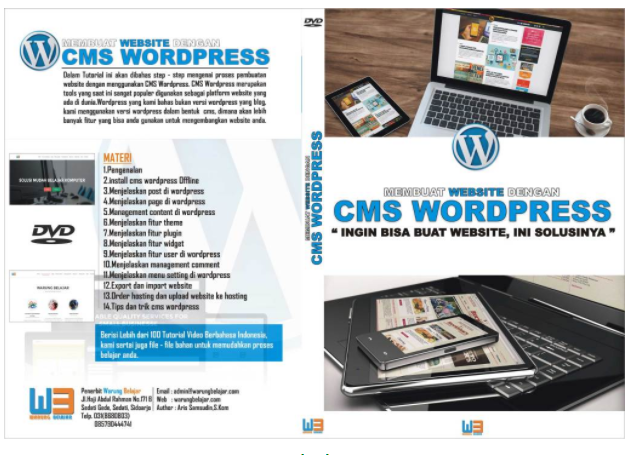 MEMBUAT WEBSITE DENGAN
CMS WORDPRESS
Dalam Tutorial ini akan dibahas step - step mengenai proses pembuatan
website dengan menggunakan CMS Wordpress. CMS Wordpress merupakan
tools yang saat ini sangat populer digunakan sebagai platform website yang
ada di dunia.Wordpress yang kami bahas bukan versi wordpress yang blog,
kami menggunakan versi wordpress dalam bentuk cms, dimana akan lebih
banyak fitur yang bisa anda gunakan untuk mengembangkan website anda.
MATERI
1.Pengenalan
2.install cms wordpress Offline
3.Menjelaskan post di wordpress
4.Menjelaskan page di wordpress
5.Management content di wordpress
6.Menjelaskan fitur theme
7.Menjelaskan fitur plugin
8.Menjelaskan fitur widget
9.Menjelaskan fitur user di wordpress
10.Menjelaskan management comment
11.Menjelaskan menu setting di wordpress
12.Export dan import website
13.Order hosting dan upload website ke hosting
14.Tips dan trik cms wordpress
SOLUSI MUDAH BELAJAR KOMPUTER
DVD
WARUNG BELAJAR
Berisi Lebih dari 100 Tutorial Video Berbahasa Indonesia,
kami sertai juga file - file bahan untuk memudahkan proses
belajar anda.
Penerbit Warung Belajar
Jl.Haji Abdul Rahman No.171 B
Sedati Gede, Sedati, Sidoarjo
Telp. 031(8680803)
085790444741
Email : admin@warungbelajar.com
Web : warungbelajar.com
Author : Aris Samsudin,S.Kom
DVD
MEMBUAT WEBSITE DENGAN
CMS WORDPRESS
MEMBUAT WEBSITE DENGAN
CMS WORDPRESS
“ INGIN BISA BUAT WEBSITE, INI SOLUSINYA ”